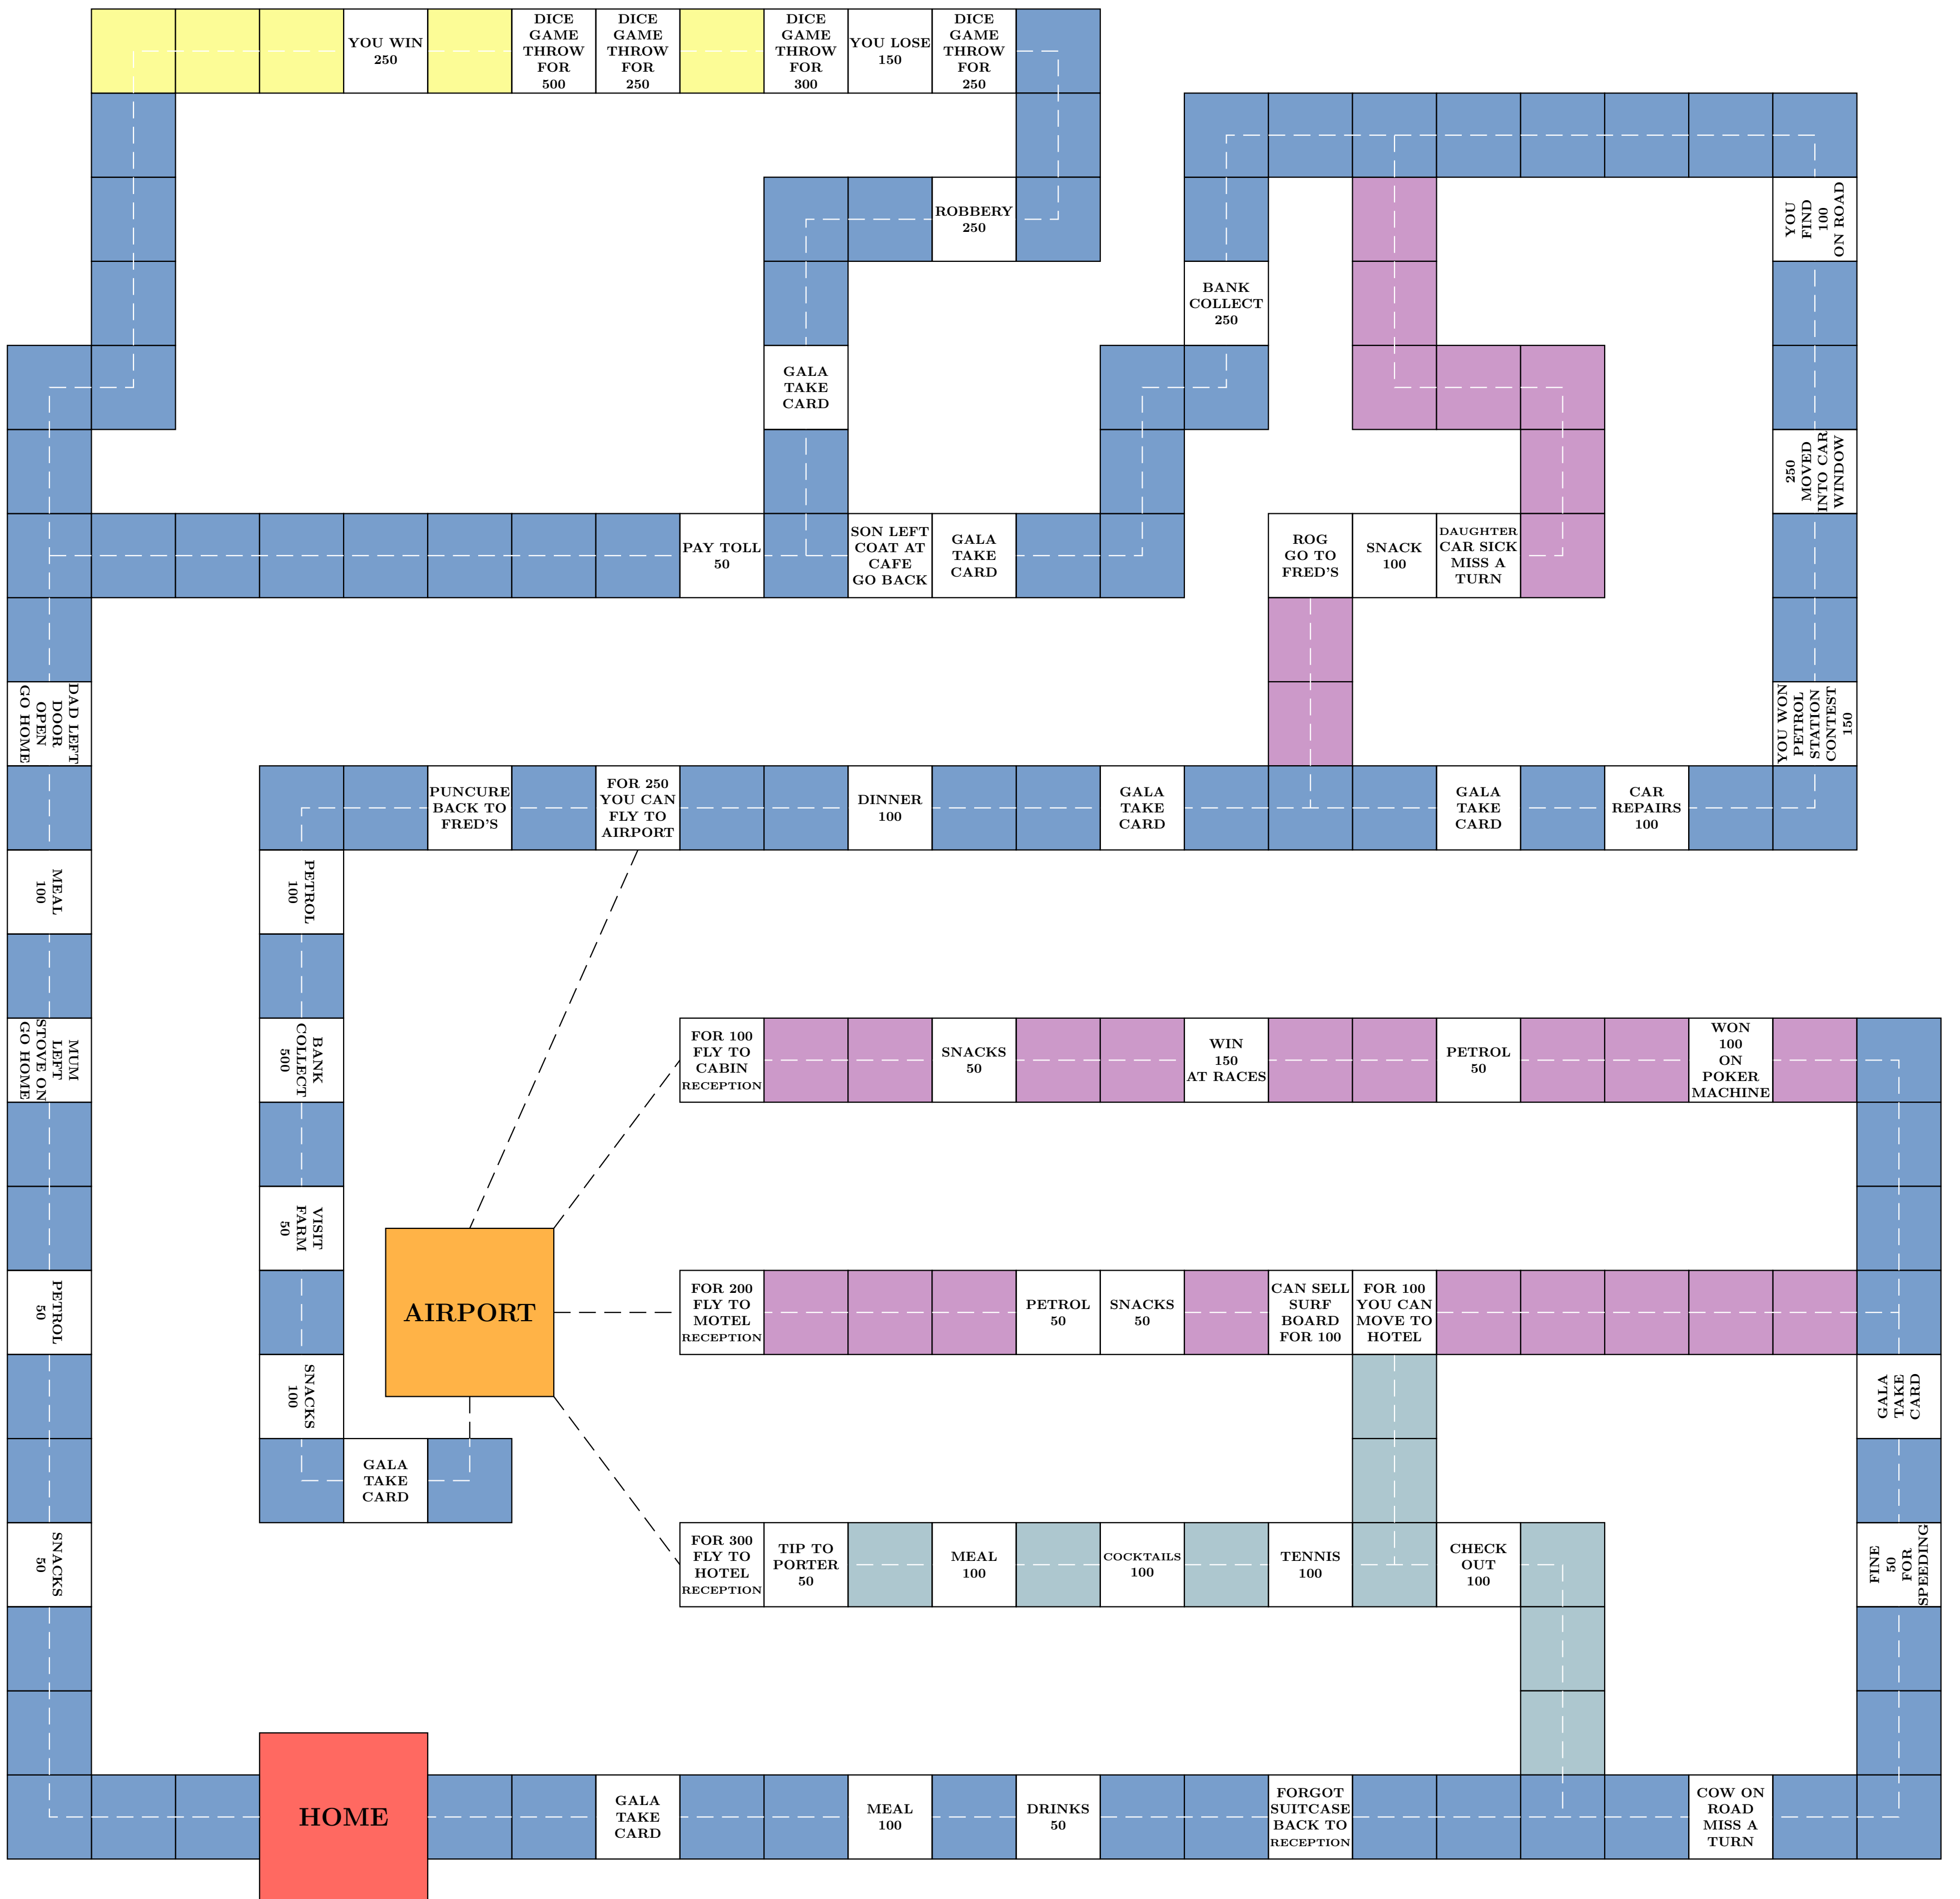 YOU WIN
250
DICE
GAME
THROW
FOR
500
DICE
GAME
THROW
FOR
250
DICE
GAME
THROW
FOR
300
YOU LOSE
150
DICE
GAME
THROW
FOR
250
ROBBERY
250
YOU
FIND
100
ON ROAD
BANK
COLLECT
250
GALA
TAKE
CARD
250
MOVED
INTO CAR
WINDOW
PAY TOLL
50
SON LEFT
COAT AT
CAFE
GO BACK
GALA
TAKE
CARD
ROG
GO TO
FRED'S
SNACK
100
DAUGHTER
CAR SICK
MISS A
TURN
DAD LEFT
DOOR
OPEN
GO HOME
YOU WON
PETROL
STATION
CONTEST
150
PUNCURE
BACK TO
FRED'S
FOR 250
YOU CAN
FLY TO
AIRPORT
DINNER
100
GALA
TAKE
CARD
GALA
TAKE
CARD
CAR
REPAIRS
100
MEAL
100
PETROL
100
MUM
LEFT
STOVE ON
GO HOME
BANK
COLLECT
500
FOR 100
FLY TO
CABIN
RECEPTION
SNACKS
50
WIN
150
AT RACES
PETROL
50
WON
100
ON
POKER
MACHINE
VISIT
FARM
50
PETROL
50
AIRPORT
FOR 200
FLY TO
MOTEL
RECEPTION
PETROL
50
SNACKS
50
CAN SELL
SURF
BOARD
FOR 100
FOR 100
YOU CAN
MOVE TO
HOTEL
SNACKS
100
GALA
TAKE
CARD
GALA
TAKE
CARD
SNACKS
50
FOR 300
FLY TO
HOTEL
RECEPTION
TIP TO
PORTER
50
MEAL
100
COCKTAILS
100
TENNIS
100
CHECK
OUT
100
FINE
50
FOR
SPEEDING
HOME
GALA
TAKE
CARD
MEAL
100
DRINKS
50
FORGOT
SUITCASE
BACK TO
RECEPTION
COW ON
ROAD
MISS A
TURN